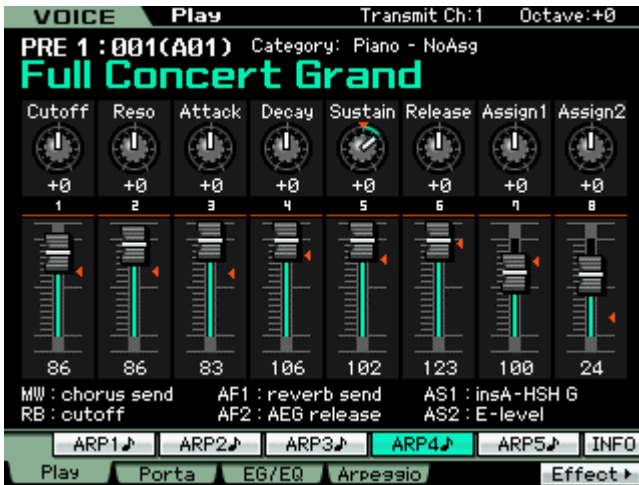 VOICE Play Transmit Ch:1 Octave:+0
PRE 1:001(A01) Category: Piano - NoAsg
Full Concert Grand
Cutoff Reso Attack Decay Sustain Release Assign1 Assign2
+0 +0 +0 +0 +0 +0 +0 +0
1 2 3 4 5 6 7 8
86 86 83 106 102 123 100 24
MW : chorus send AF1 : reverb send AS1 : insA-HSH G
RB : cutoff AF2 : AEG release AS2 : E-level
ARP1♪ ARP2♪ ARP3♪ ARP4♪ ARP5♪ INFO
Play Porta EG/EQ Arpeggio Effect▶